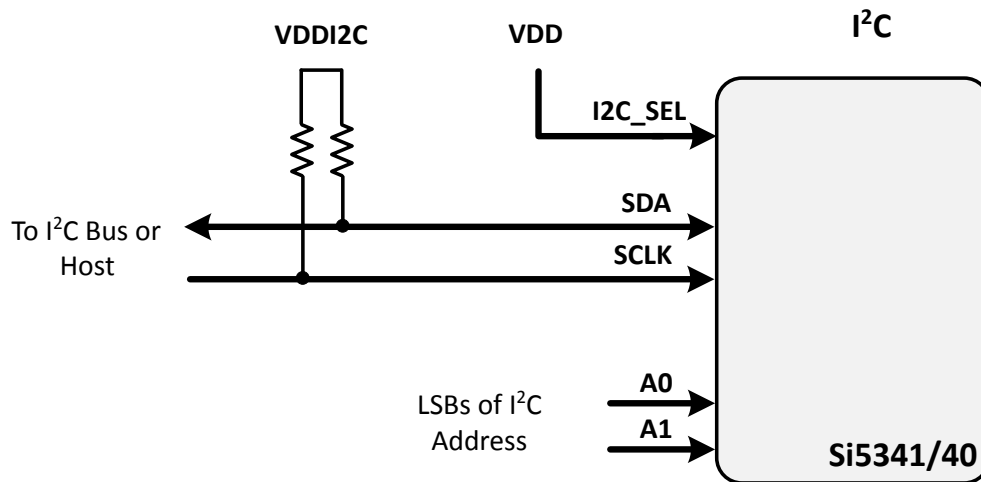 I²C
VDDI2C
VDD
I2C_SEL
SDA
To I²C Bus or
Host
SCLK
A0
LSBs of I²C
Address
A1
Si5341/40